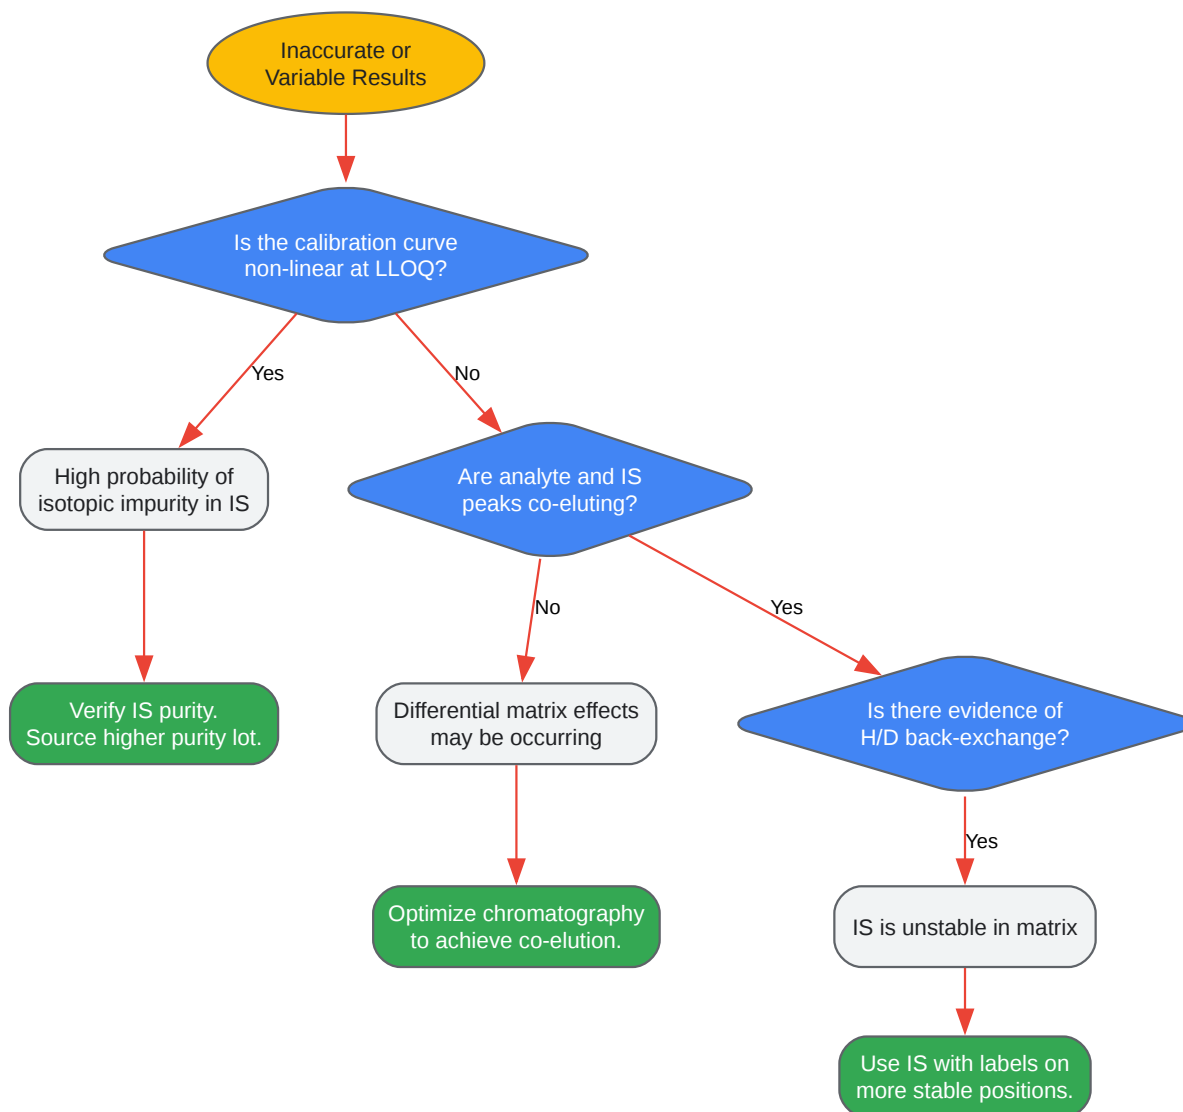 Inaccurate or
Variable Results
Is the calibration curve
non-linear at LLOQ?
Yes
No
High probability of
isotopic impurity in IS
Are analyte and IS
peaks co-eluting?
No
Yes
Verify IS purity.
Source higher purity lot.
Differential matrix effects
may be occurring
Is there evidence of
H/D back-exchange?
Yes
Optimize chromatography
to achieve co-elution.
IS is unstable in matrix
Use IS with labels on
more stable positions.